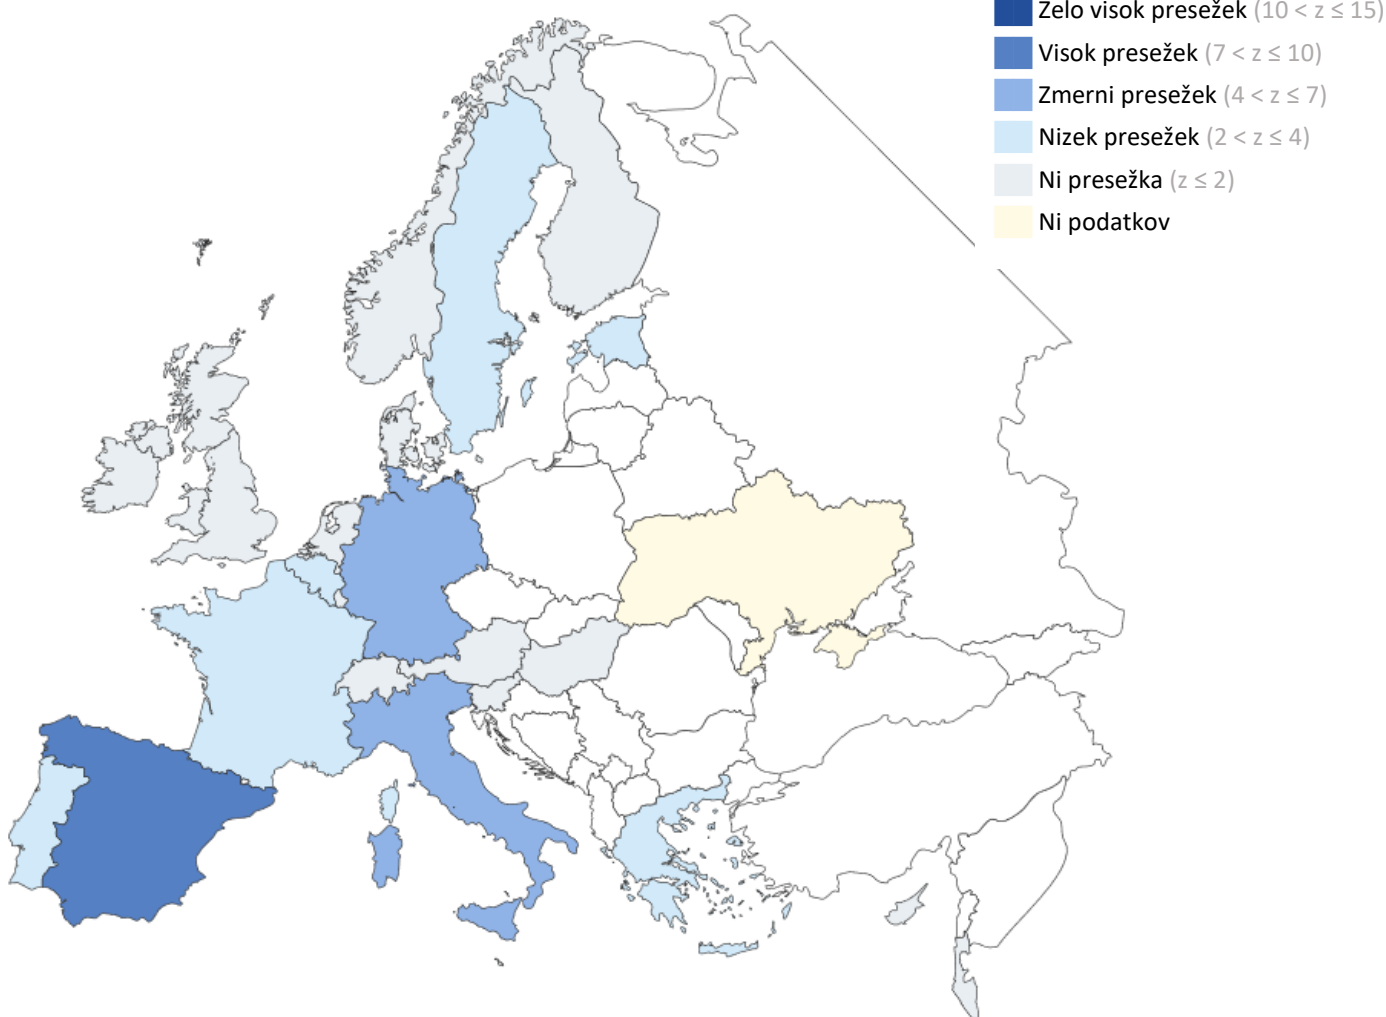 Zelo visok presežek (10 < z ≤ 15)
Visok presežek (7 < z ≤ 10)
Zmerni presežek (4 < z ≤ 7)
Nizek presežek (2 < z ≤ 4)
Ni presežka (z ≤ 2)
Ni podatkov